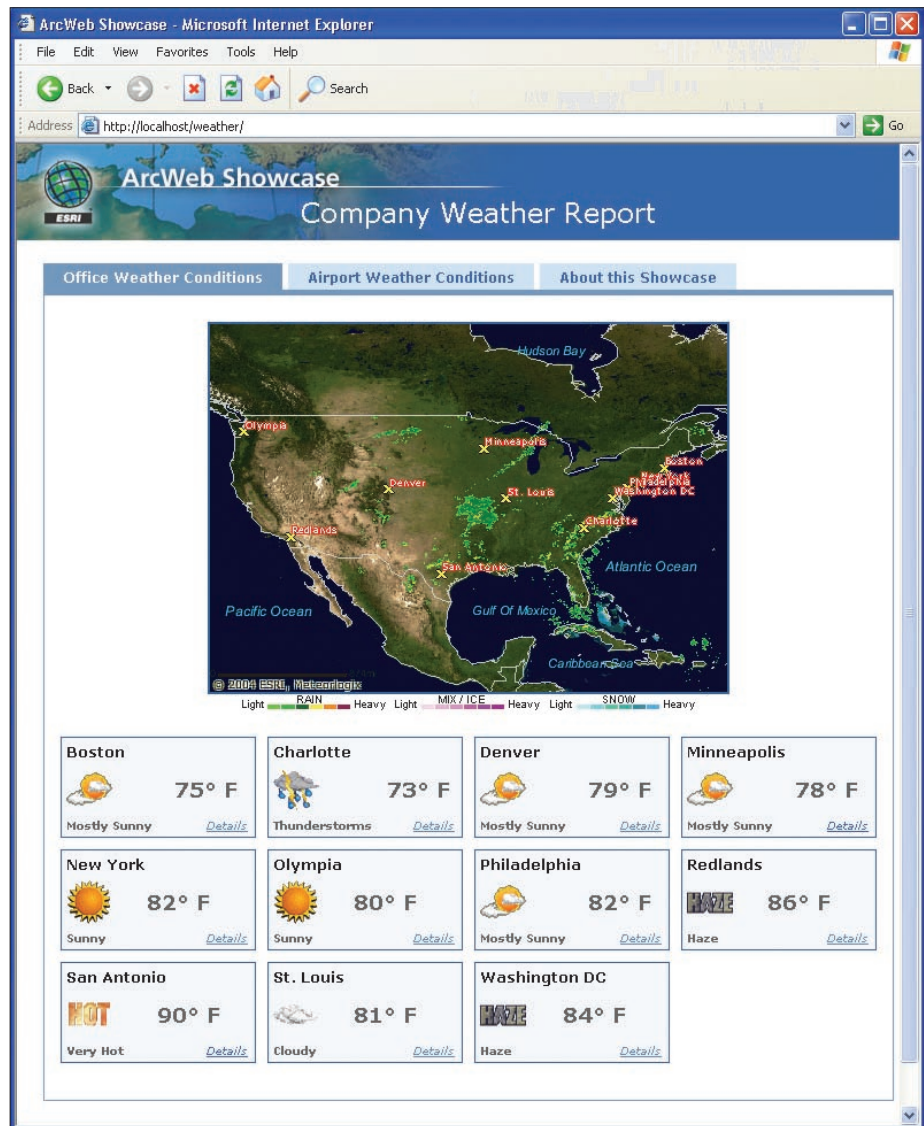 ArcWeb Showcase - Microsoft Internet Explorer
File Edit View Favorites Tools Help
Back Search
Address http://localhost/weather/ Go
ESRI
ArcWeb Showcase
Company Weather Report
Office Weather Conditions Airport Weather Conditions About this Showcase
Hudson Bay
Olympia
Minneapolis
Boston
New York
Philadelphia
Denver
St. Louis
Washington DC
Charlotte
Redlands
San Antonio
Atlantic Ocean
Pacific Ocean
Gulf Of Mexico
Caribbean Sea
© 2004 ESRI, Meteorlogix
Light RAIN Heavy Light MIX / ICE Heavy Light SNOW Heavy
Boston Charlotte Denver Minneapolis
75° F 73° F 79° F 78° F
Mostly Sunny Details Thunderstorms Details Mostly Sunny Details Mostly Sunny Details
New York Olympia Philadelphia Redlands
82° F 80° F 82° F HAZE 86° F
Sunny Details Sunny Details Mostly Sunny Details Haze Details
San Antonio St. Louis Washington DC
HOT 90° F 81° F HAZE 84° F
Very Hot Details Cloudy Details Haze Details